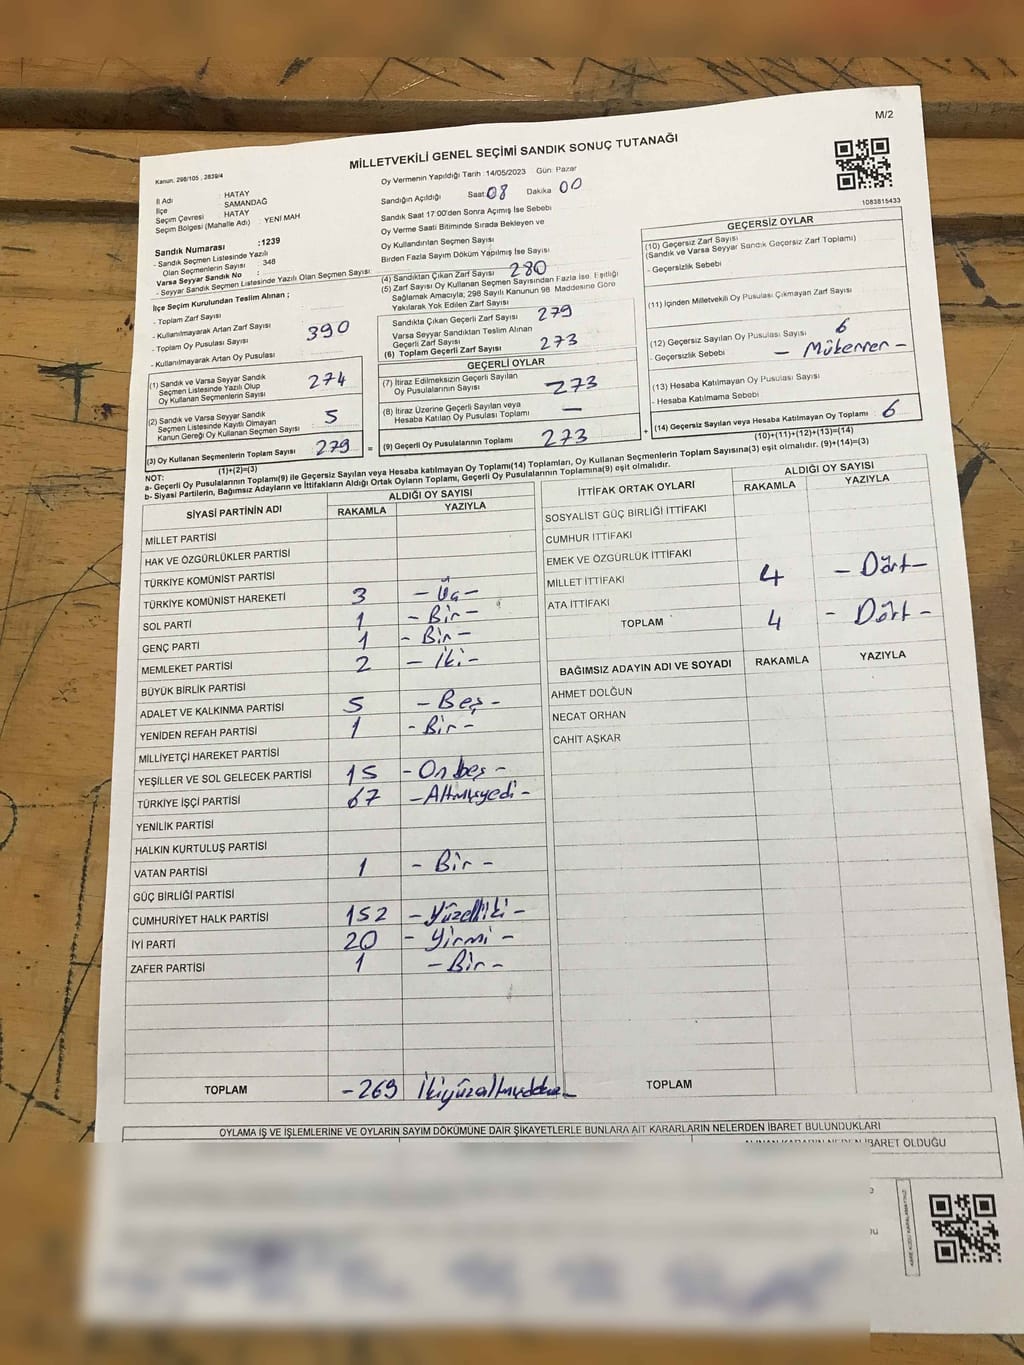 M/2
MİLLETVEKİLİ GENEL SEÇİMİ SANDIK SONUÇ TUTANAĞI
Kanun: 298/105 , 2839/4
İl Adı : HATAY
İlçe : SAMANDAĞ
Seçim Çevresi : HATAY
Seçim Bölgesi (Mahalle Adı) : YENİ MAH
Sandık Numarası :1239
- Sandık Seçmen Listesinde Yazılı
Olan Seçmenlerin Sayısı : 348
Varsa Seyyar Sandık No :
- Seyyar Sandık Seçmen Listesinde Yazılı Olan Seçmen Sayısı:
İlçe Seçim Kurulundan Teslim Alınan ;
- Toplam Zarf Sayısı
- Kullanılmayarak Artan Zarf Sayısı
- Toplam Oy Pusulası Sayısı 390
- Kullanılmayarak Artan Oy Pusulası
(1) Sandık ve Varsa Seyyar Sandık
Seçmen Listesinde Yazılı Olup
Oy Kullanan Seçmenlerin Sayısı 274
(2) Sandık ve Varsa Seyyar Sandık
Seçmen Listesinde Kayıtlı Olmayan
Kanun Gereği Oy Kullanan Seçmen Sayısı 5
(3) Oy Kullanan Seçmenlerin Toplam Sayısı 279
(1)+(2)=(3)
Oy Vermenin Yapıldığı Tarih : 14/05/2023 Gün: Pazar
Sandığın Açıldığı Saat: 08 Dakika 00
Sandık Saat 17.00'den Sonra Açımış İse Sebebi
Oy Verme Saati Bitiminde Sırada Bekleyen ve
Oy Kullandırılan Seçmen Sayısı
Birden Fazla Sayım Döküm Yapılmış İse Sayısı
(4) Sandıktan Çıkan Zarf Sayısı 280
(5) Zarf Sayısı Oy Kullanan Seçmen Sayısından Fazla İse, Eşitliği
Sağlamak Amacıyla; 298 Sayılı Kanunun 98. Maddesine Göre
Yakılarak Yok Edilen Zarf Sayısı
Sandıkta Çıkan Geçerli Zarf Sayısı 279
Varsa Seyyar Sandıktan Teslim Alınan
Geçerli Zarf Sayısı
(6) Toplam Geçerli Zarf Sayısı 273
GEÇERLİ OYLAR
(7) İtiraz Edilmeksizin Geçerli Sayılan
Oy Pusulalarının Sayısı 273
(8) İtiraz Üzerine Geçerli Sayılan veya
Hesaba Katılan Oy Pusulası Toplamı —
= (9) Geçerli Oy Pusulalarının Toplamı 273
1083815433
GEÇERSİZ OYLAR
(10) Geçersiz Zarf Sayısı
(Sandık ve Varsa Seyyar Sandık Geçersiz Zarf Toplamı)
- Geçersizlik Sebebi
(11) İçinden Milletvekili Oy Pusulası Çıkmayan Zarf Sayısı
(12) Geçersiz Sayılan Oy Pusulası Sayısı 6
- Geçersizlik Sebebi - Mükerrer -
(13) Hesaba Katılmayan Oy Pusulası Sayısı
- Hesaba Katılmama Sebebi
+ (14) Geçersiz Sayılan veya Hesaba Katılmayan Oy Toplamı : 6
(10)+(11)+(12)+(13)=(14)
NOT:
a- Geçerli Oy Pusulalarının Toplamı(9) ile Geçersiz Sayılan veya Hesaba katılmayan Oy Toplamı(14) Toplamları, Oy Kullanan Seçmenlerin Toplam Sayısına(3) eşit olmalıdır. (9)+(14)=(3)
b- Siyasi Partilerin, Bağımsız Adayların ve İttifakların Aldığı Ortak Oyların Toplamı, Geçerli Oy Pusulalarının Toplamına(9) eşit olmalıdır.
SİYASİ PARTİNİN ADI ALDIĞI OY SAYISI
RAKAMLA YAZIYLA
MİLLET PARTİSİ
HAK VE ÖZGÜRLÜKLER PARTİSİ
TÜRKİYE KOMÜNİST PARTİSİ
TÜRKİYE KOMÜNİST HAREKETİ 3 - Üç -
SOL PARTİ 1 - Bir -
GENÇ PARTİ 1 - Bir -
MEMLEKET PARTİSİ 2 - İki -
BÜYÜK BİRLİK PARTİSİ
ADALET VE KALKINMA PARTİSİ 5 - Beş -
YENİDEN REFAH PARTİSİ 1 - Bir -
MİLLİYETÇİ HAREKET PARTİSİ
YEŞİLLER VE SOL GELECEK PARTİSİ 15 - On beş -
TÜRKİYE İŞÇİ PARTİSİ 67 - Altmışyedi -
YENİLİK PARTİSİ
HALKIN KURTULUŞ PARTİSİ
VATAN PARTİSİ 1 - Bir -
GÜÇ BİRLİĞİ PARTİSİ
CUMHURİYET HALK PARTİSİ 152 - Yüzelliiki -
İYİ PARTİ 20 - Yirmi -
ZAFER PARTİSİ 1 - Bir -
TOPLAM -269 İkiyüzaltmışdokuz-
İTTİFAK ORTAK OYLARI ALDIĞI OY SAYISI
RAKAMLA YAZIYLA
SOSYALİST GÜÇ BİRLİĞİ İTTİFAKI
CUMHUR İTTİFAKI
EMEK VE ÖZGÜRLÜK İTTİFAKI
MİLLET İTTİFAKI 4 - Dört -
ATA İTTİFAKI
TOPLAM 4 - Dört -
BAĞIMSIZ ADAYIN ADI VE SOYADI RAKAMLA YAZIYLA
AHMET DOLĞUN
NECAT ORHAN
CAHİT AŞKAR
TOPLAM
OYLAMA İŞ VE İŞLEMLERİNE VE OYLARIN SAYIM DÖKÜMÜNE DAİR ŞİKAYETLERLE BUNLARA AİT KARARLARIN NELERDEN İBARET BULUNDUKLARI
İBARET OLDUĞU